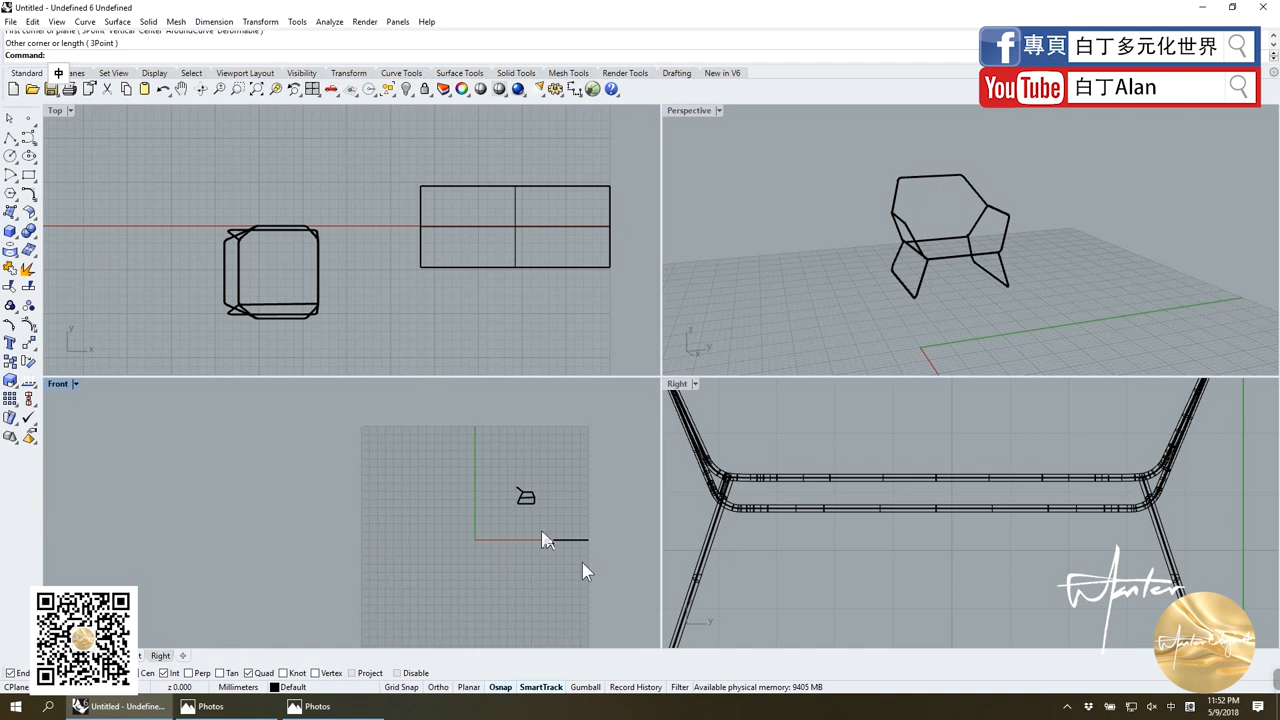 Untitled - Undefined 6 Undefined
File Edit View Curve Surface Solid Mesh Dimension Transform Tools Analyze Render Panels Help
Other corner or length ( 3Point )
Command:
Standard 中 anes Set View Display Select Viewport Layout Visibility Transform Curve Tools Surface Tools Solid Tools Mesh Tools Render Tools Drafting New in V6
f 專頁 白丁多元化世界
YouTube 白丁Alan
Top
Perspective
y
x
z
y
x
Front
Right
y
Right
End Cen Int Perp Tan Quad Knot Vertex Project Disable
CPlane z 0.000 Millimeters Default Grid Snap Ortho Planar Osnap SmartTrack Gumball Record History Filter Available physical memory: 9405 MB
Untitled - Undefine... Photos Photos 中 11:52 PM
5/9/2018